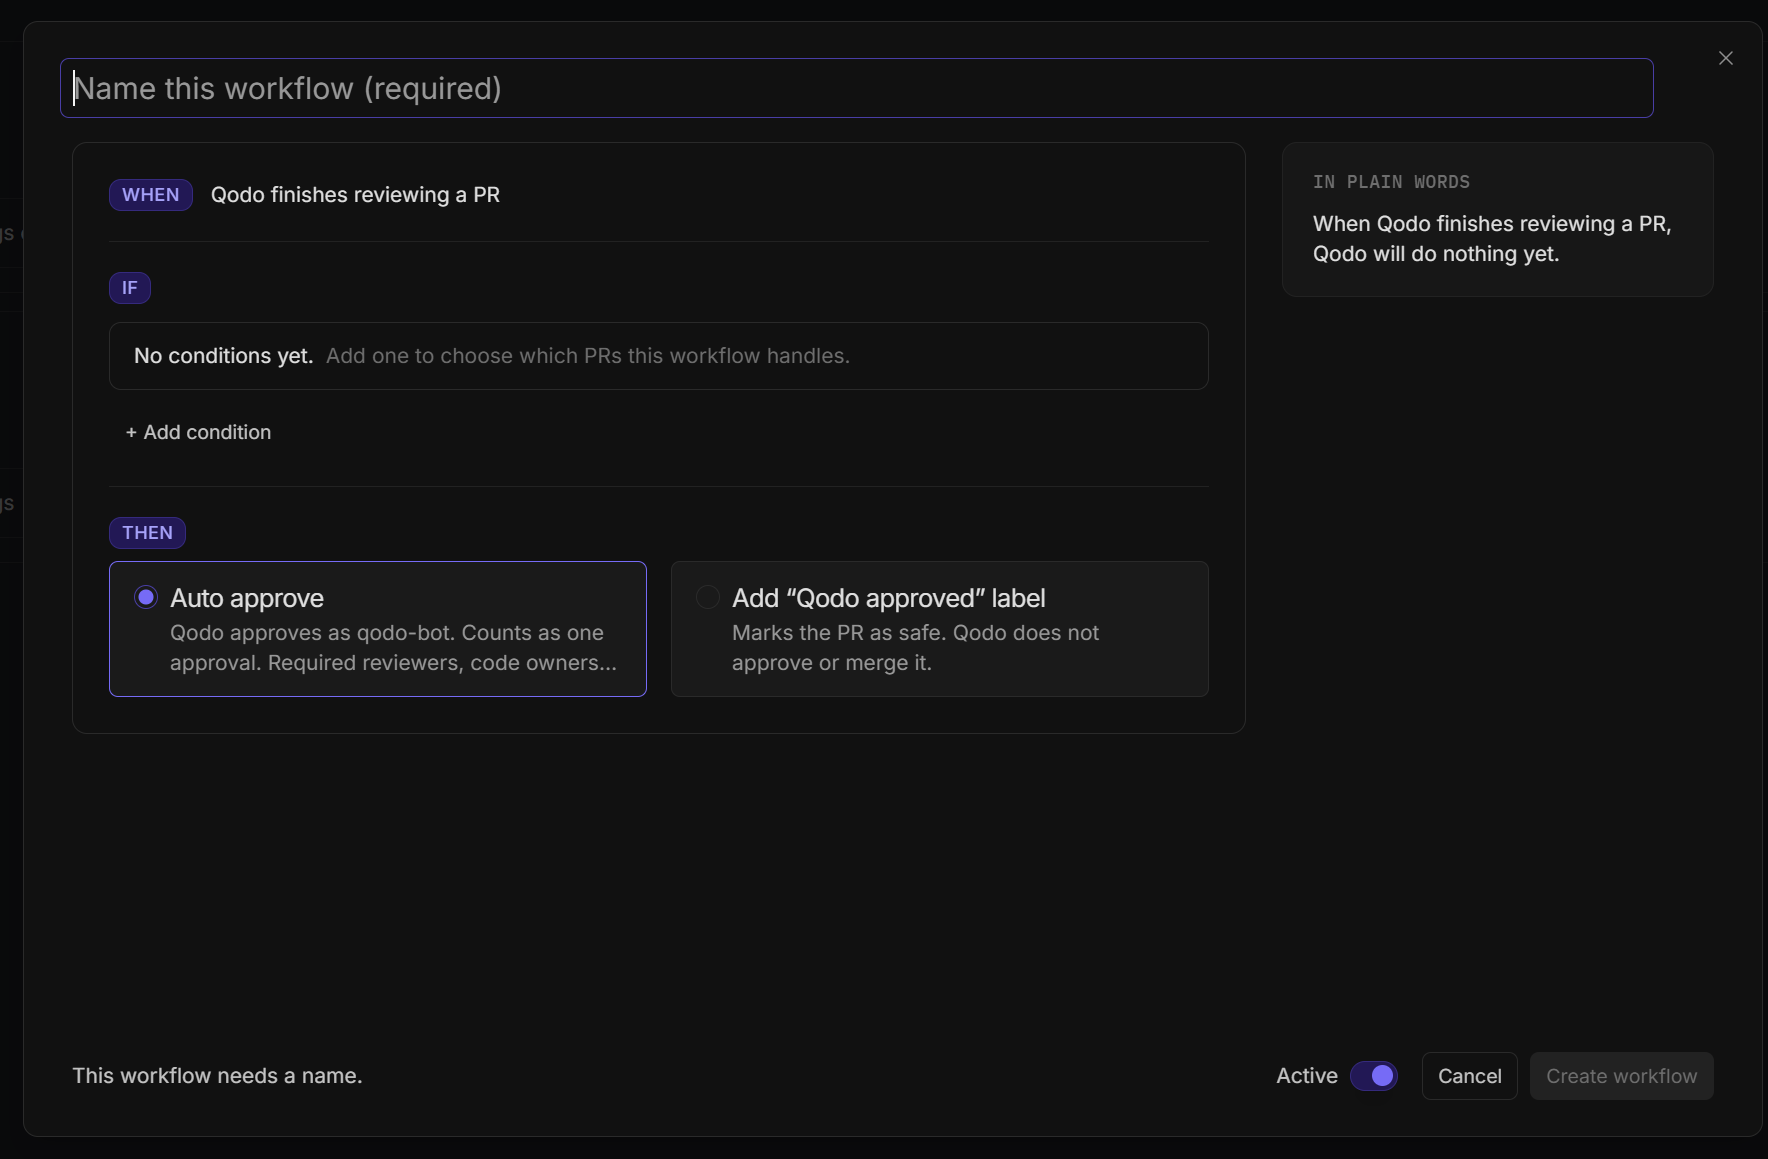 Name this workflow (required)
WHEN Qodo finishes reviewing a PR
IF
No conditions yet. Add one to choose which PRs this workflow handles.
+ Add condition
THEN
Auto approve
Qodo approves as qodo-bot. Counts as one
approval. Required reviewers, code owners...
Add “Qodo approved” label
Marks the PR as safe. Qodo does not
approve or merge it.
IN PLAIN WORDS
When Qodo finishes reviewing a PR,
Qodo will do nothing yet.
This workflow needs a name.
Active
Cancel
Create workflow